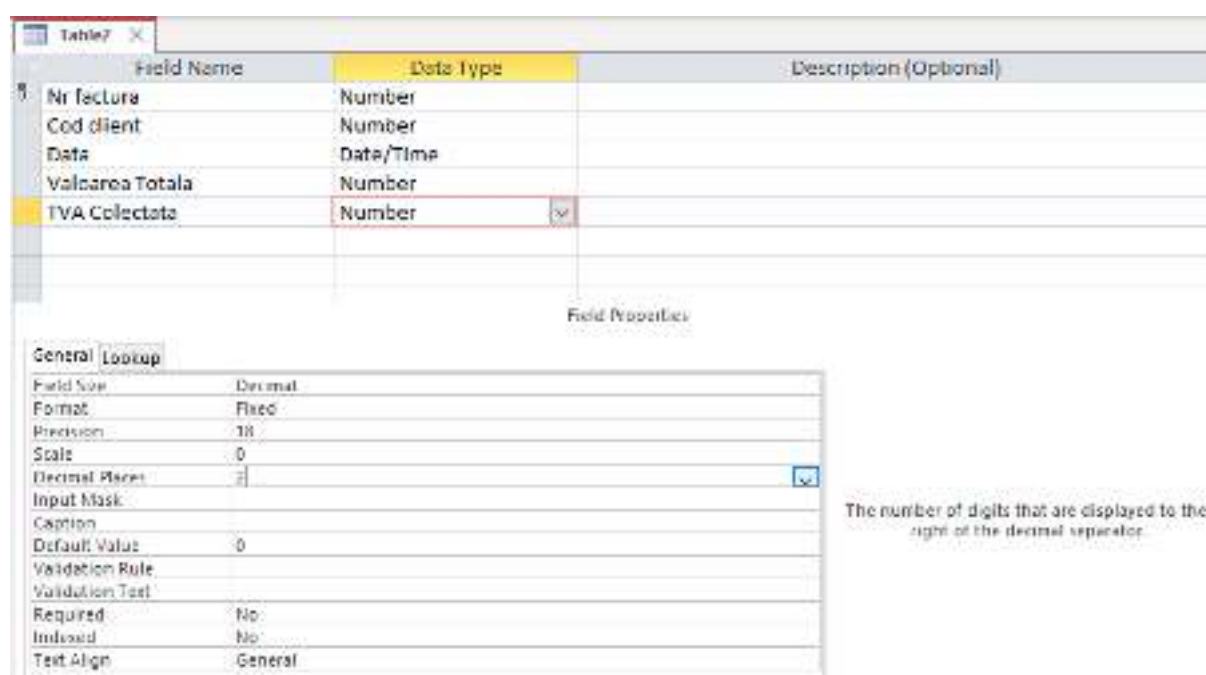 Table7
Field Name Data Type Description (Optional)
Nr factura Number
Cod client Number
Data Date/Time
Valoarea Totala Number
TVA Colectata Number
Field Properties
General Lookup
Field Size Decimal
Format Fixed
Precision 18
Scale 0
Decimal Places
Input Mask
Caption
Default Value 0
Validation Rule
Validation Text
Required No
Indexed No
Text Align General
The number of digits that are displayed to the
right of the decimal separator.